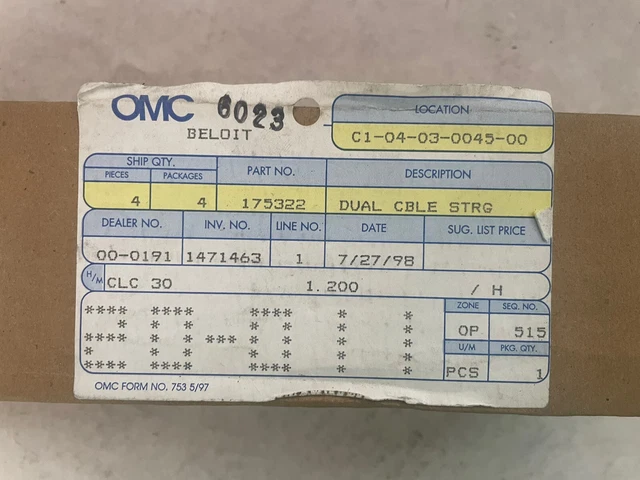 OMC 6023
BELOIT
LOCATION
C1-04-03-0045-00
SHIP QTY.
PIECES PACKAGES PART NO. DESCRIPTION
4 4 175322 DUAL CBLE STRG
DEALER NO. INV. NO. LINE NO. DATE SUG. LIST PRICE
00-0191 1471463 1 7/27/98
H/M CLC 30 1.200 / H
**** **** **** * *
* * * * * * *
**** * * *** * * * *
* * * * * * *
**** **** **** * *
ZONE SEQ. NO.
OP 515
U/M PKG. QTY.
PCS 1
OMC FORM NO. 753 5/97